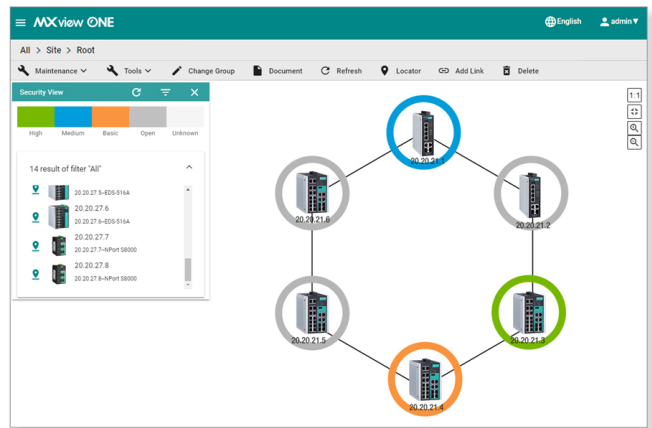 MXview ONE
English
admin
All > Site > Root
Maintenance
Tools
Change Group
Document
Refresh
Locator
Add Link
Delete
Security View
High
Medium
Basic
Open
Unknown
14 result of filter "All"
20.20.27.5–EDS-516A
20.20.27.6
20.20.27.6–EDS-516A
20.20.27.7
20.20.27.7–NPort S8000
20.20.27.8
20.20.27.8–NPort S8000
1:1
20.20.21.1
20.20.21.6
20.20.21.2
20.20.21.5
20.20.21.3
20.20.21.4